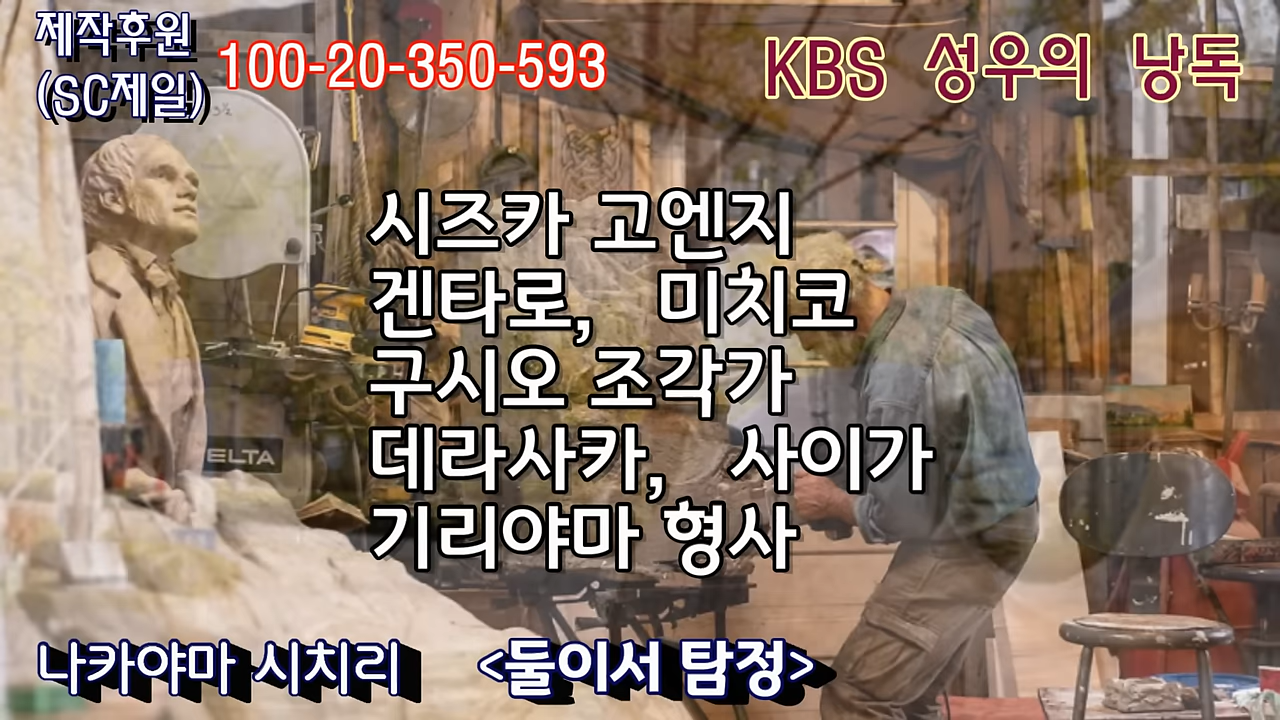 제작후원
(SC제일)
100-20-350-593
KBS 성우의 낭독
시즈카 고엔지
겐타로, 미치코
구시오 조각가
데라사카, 사이가
기리야마 형사
ELTA
나카야마 시치리 <둘이서 탐정>